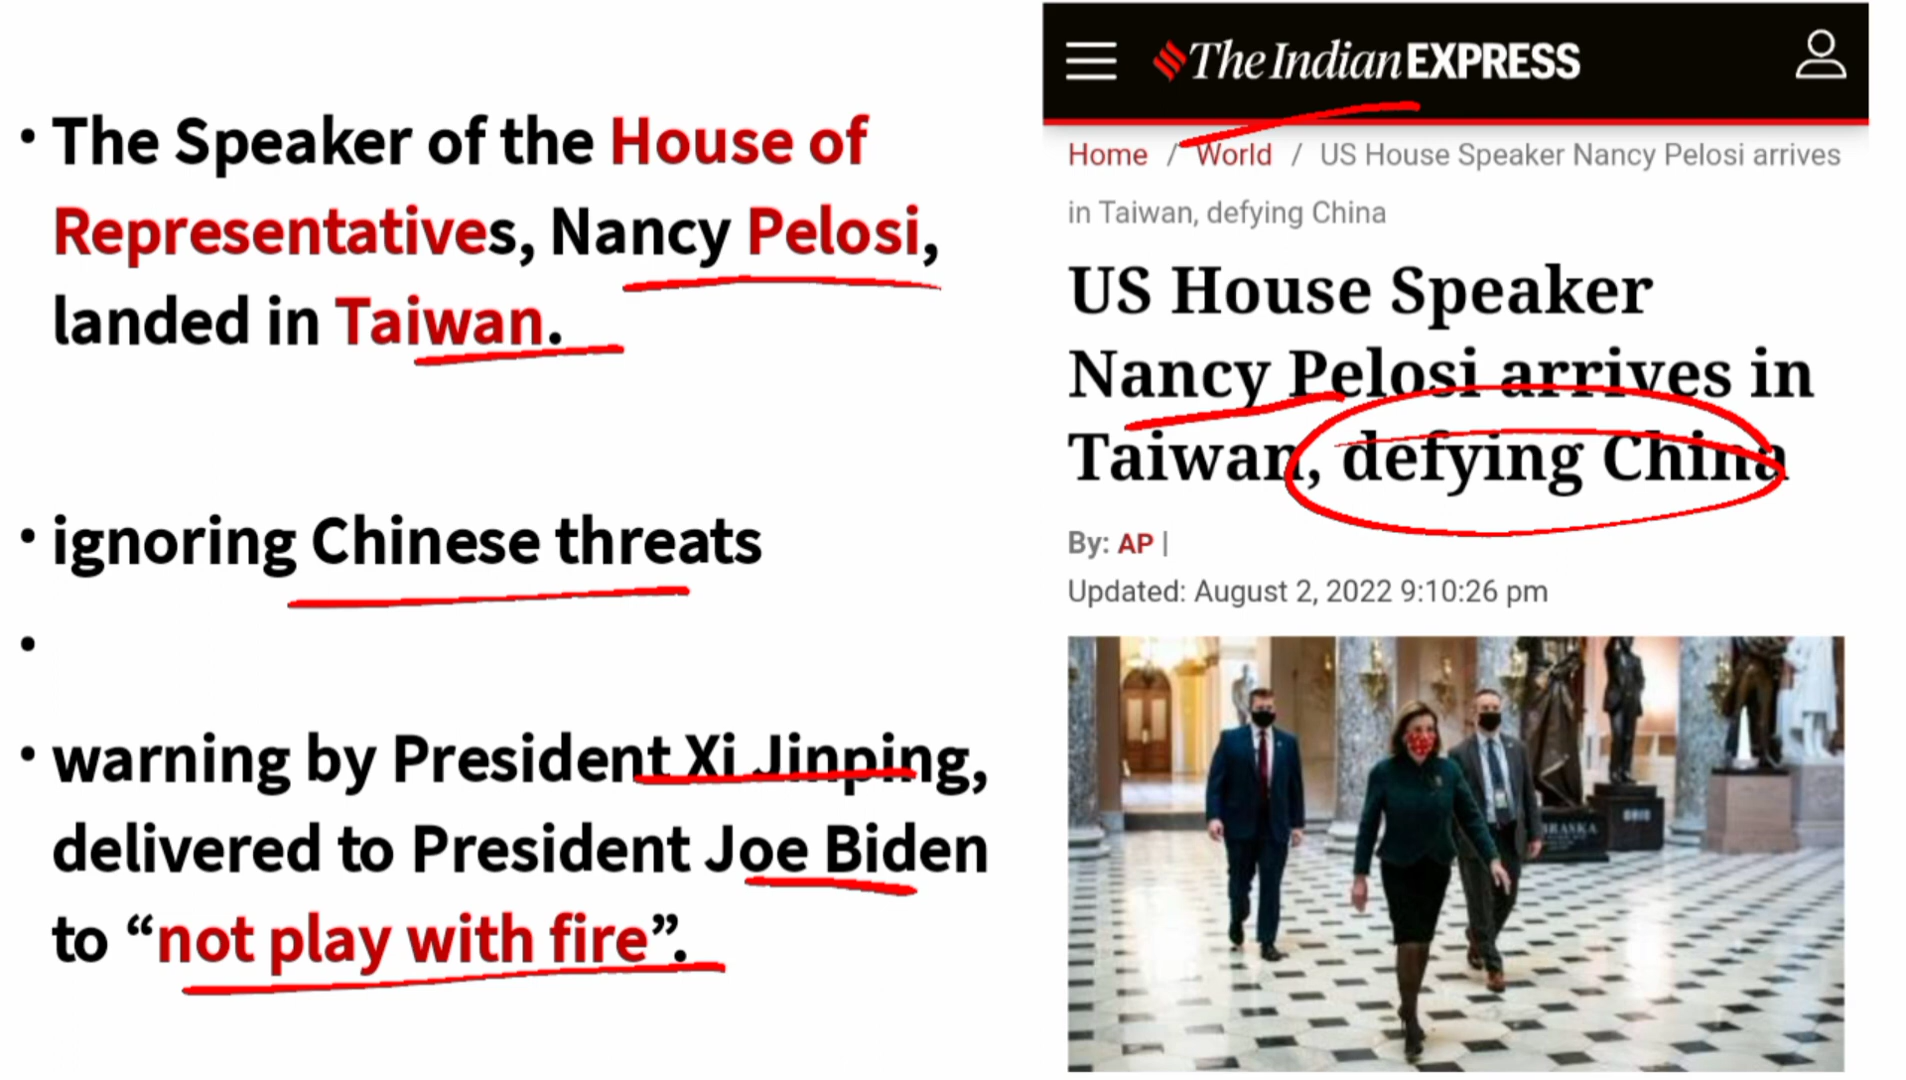 • The Speaker of the House of
Representatives, Nancy Pelosi,
landed in Taiwan.
• ignoring Chinese threats
•
• warning by President Xi Jinping,
delivered to President Joe Biden
to “not play with fire”.
The Indian EXPRESS
Home / World / US House Speaker Nancy Pelosi arrives
in Taiwan, defying China
US House Speaker
Nancy Pelosi arrives in
Taiwan, defying China
By: AP |
Updated: August 2, 2022 9:10:26 pm
OHIO